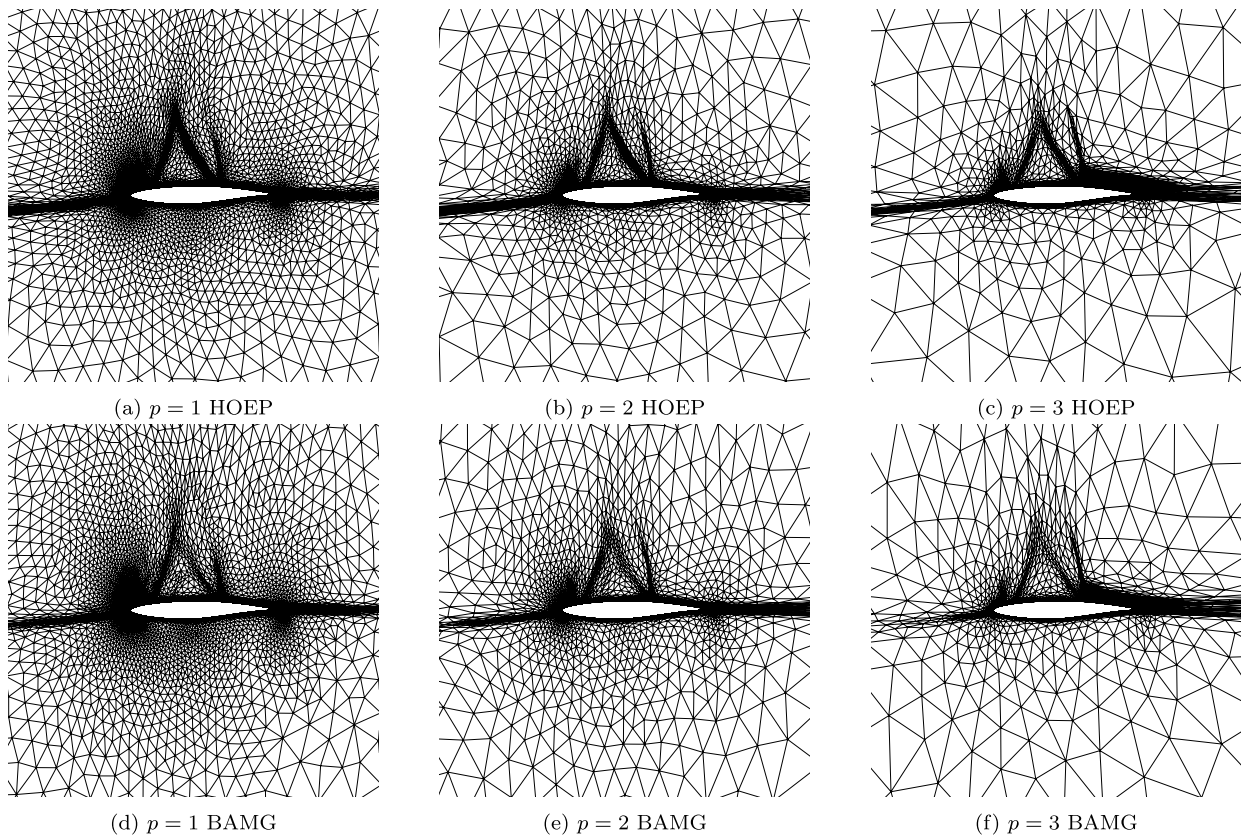 (a) p = 1 HOEP
(b) p = 2 HOEP
(c) p = 3 HOEP
(d) p = 1 BAMG
(e) p = 2 BAMG
(f) p = 3 BAMG